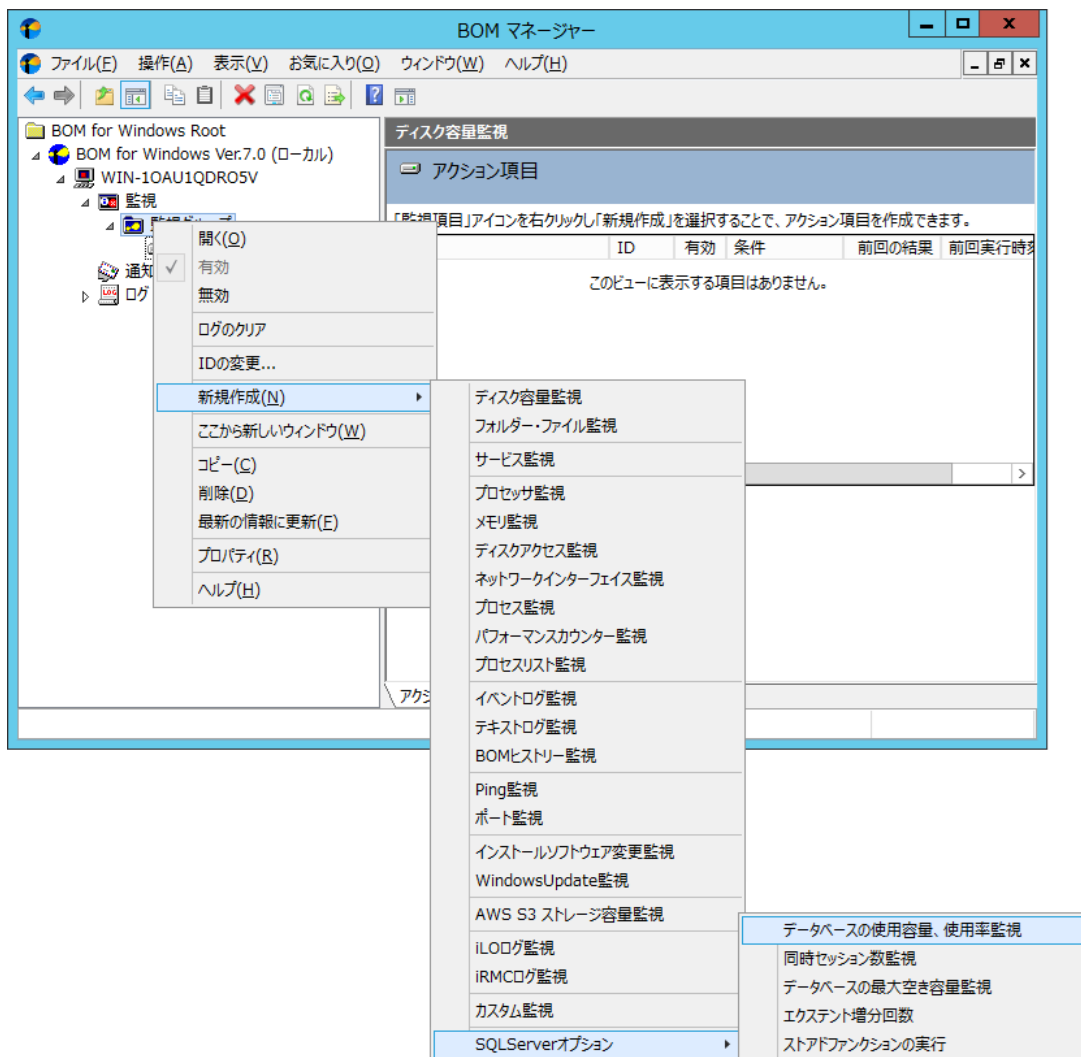 BOM マネージャー
ファイル(F) 操作(A) 表示(V) お気に入り(O) ウィンドウ(W) ヘルプ(H)
BOM for Windows Root
BOM for Windows Ver.7.0 (ローカル)
WIN-1OAU1QDRO5V
監視
監視グループ
通知
ログ
ディスク容量監視
アクション項目
「監視項目」アイコンを右クリックし「新規作成」を選択することで、アクション項目を作成できます。
ID 有効 条件 前回の結果 前回実行時刻
このビューに表示する項目はありません。
アクシ
開く(O)
有効
無効
ログのクリア
IDの変更...
新規作成(N)
ここから新しいウィンドウ(W)
コピー(C)
削除(D)
最新の情報に更新(F)
プロパティ(R)
ヘルプ(H)
ディスク容量監視
フォルダー・ファイル監視
サービス監視
プロセッサ監視
メモリ監視
ディスクアクセス監視
ネットワークインターフェイス監視
プロセス監視
パフォーマンスカウンター監視
プロセスリスト監視
イベントログ監視
テキストログ監視
BOMヒストリー監視
Ping監視
ポート監視
インストールソフトウェア変更監視
WindowsUpdate監視
AWS S3 ストレージ容量監視
iLOログ監視
iRMCログ監視
カスタム監視
SQLServerオプション
データベースの使用容量、使用率監視
同時セッション数監視
データベースの最大空き容量監視
エクステント増分回数
ストアドファンクションの実行